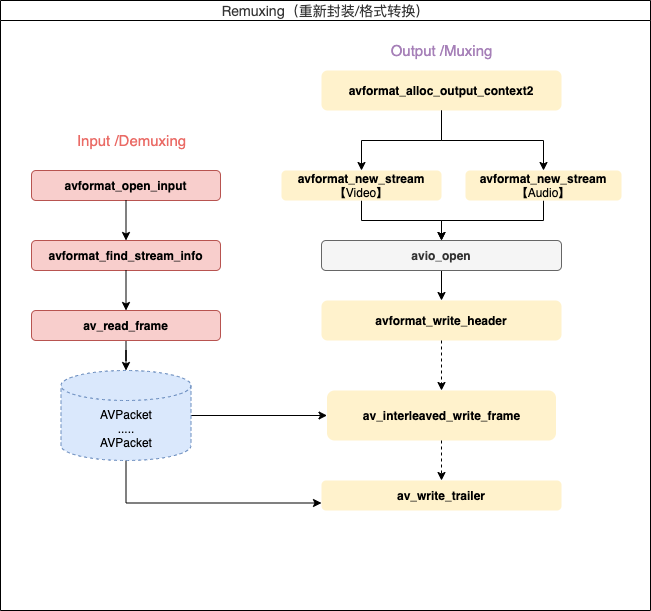 Remuxing（重新封装/格式转换）
Output /Muxing
avformat_alloc_output_context2
Input /Demuxing
avformat_open_input
avformat_new_stream
【Video】
avformat_new_stream
【Audio】
avformat_find_stream_info
avio_open
av_read_frame
avformat_write_header
AVPacket
.....
AVPacket
av_interleaved_write_frame
av_write_trailer